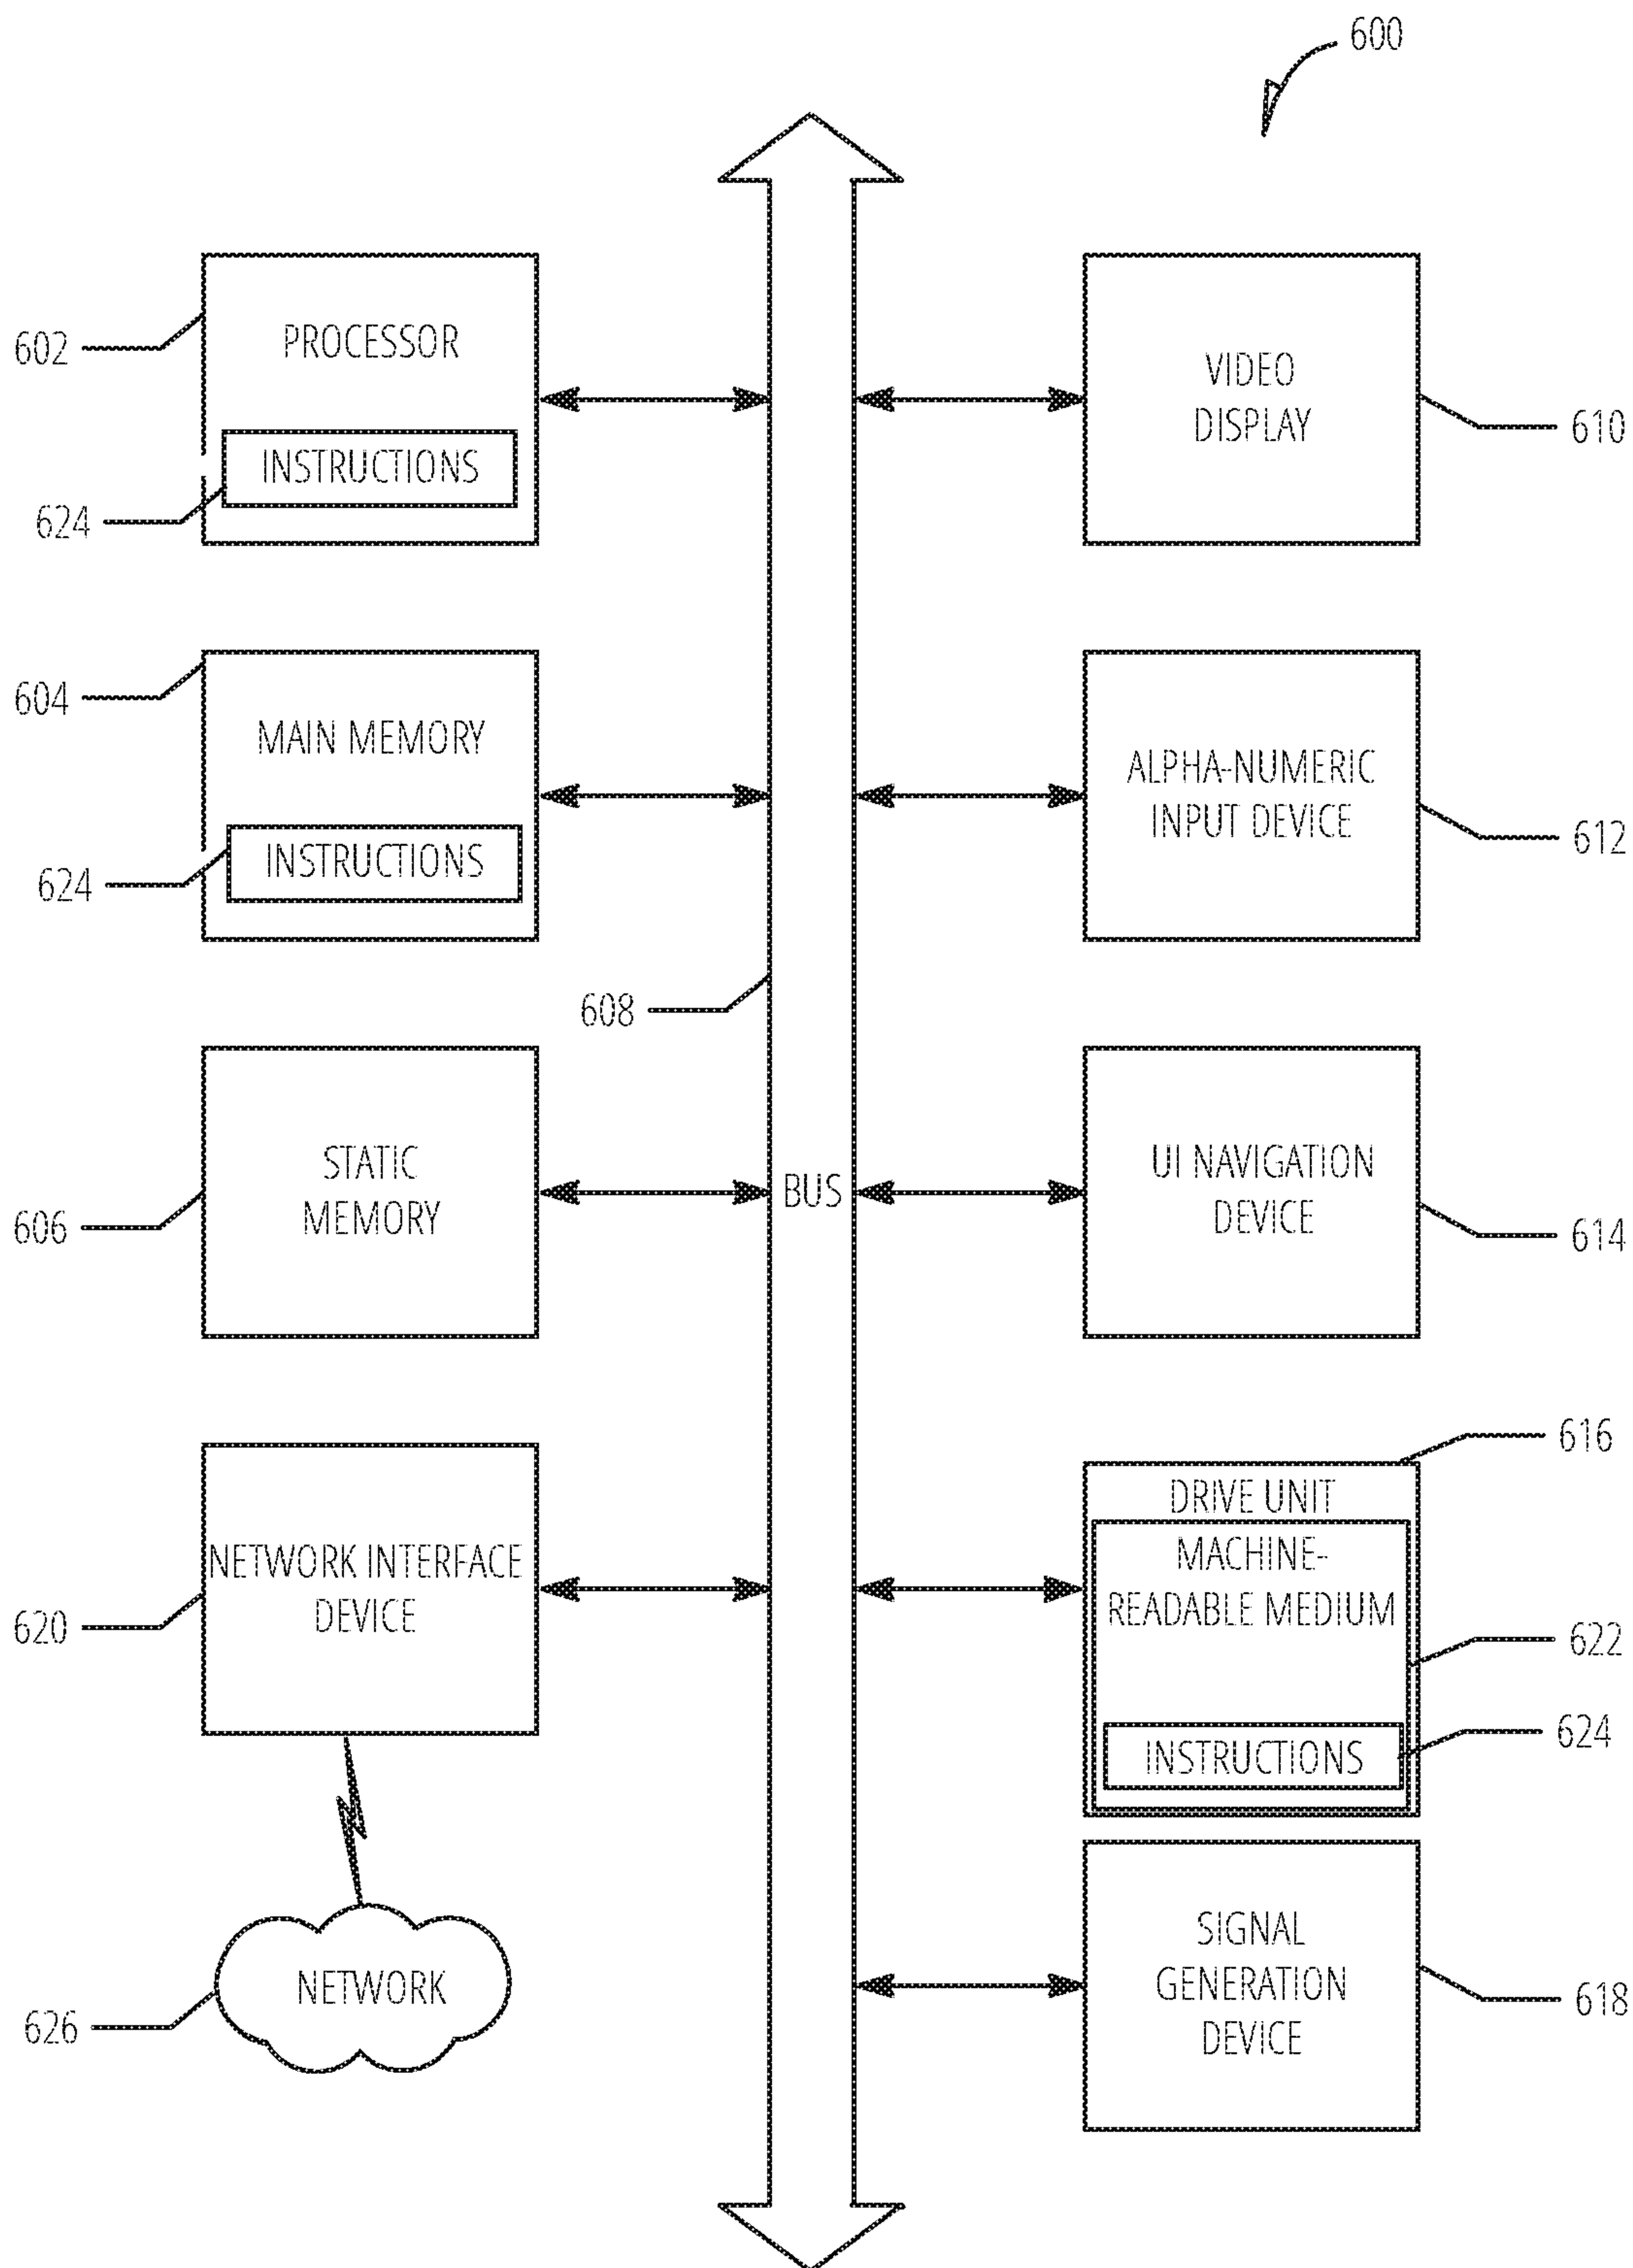 600
602
PROCESSOR
INSTRUCTIONS
624
VIDEO
DISPLAY
610
604
MAIN MEMORY
INSTRUCTIONS
624
ALPHA-NUMERIC
INPUT DEVICE
612
608
606
STATIC
MEMORY
BUS
UI NAVIGATION
DEVICE
614
620
NETWORK INTERFACE
DEVICE
616
DRIVE UNIT
MACHINE-
READABLE MEDIUM
622
624
INSTRUCTIONS
NETWORK
626
SIGNAL
GENERATION
DEVICE
618